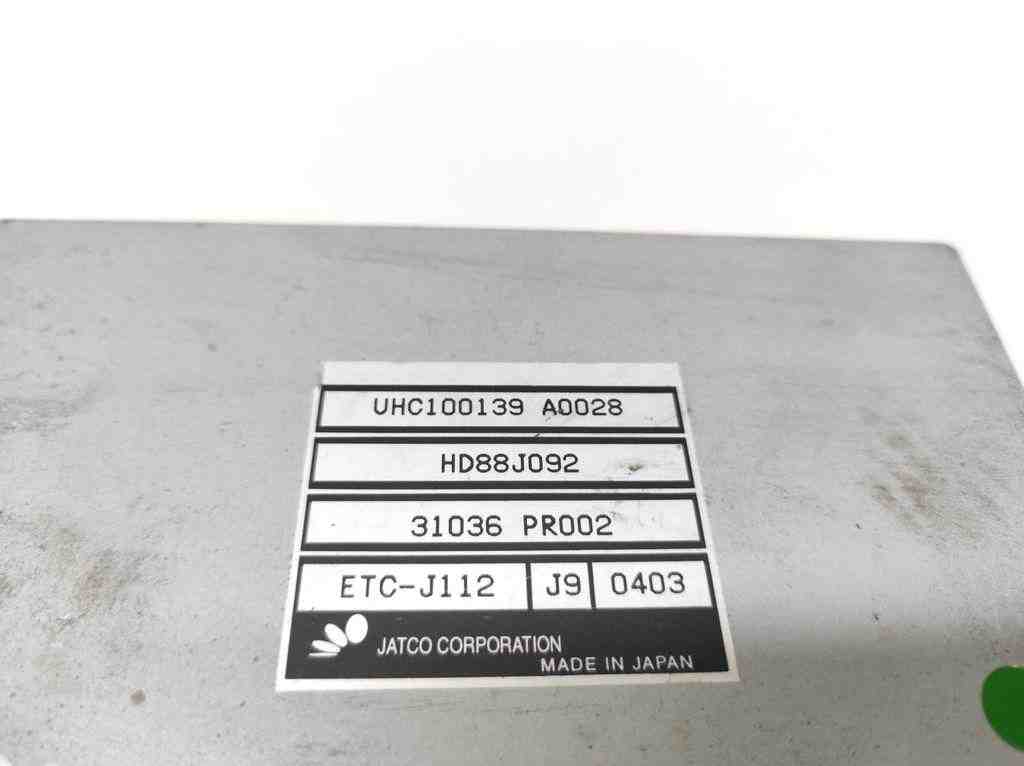 UHC100139 A0028
HD88J092
31036 PR002
ETC-J112 J9 0403
JATCO CORPORATION
MADE IN JAPAN